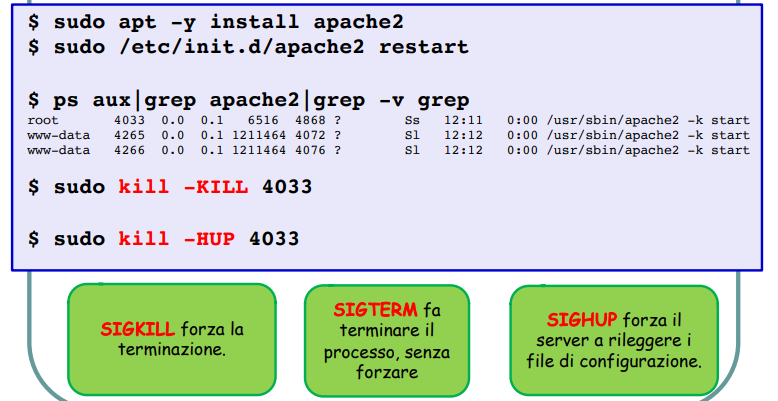 $ sudo apt -y install apache2
$ sudo /etc/init.d/apache2 restart
$ ps aux|grep apache2|grep -v grep
root 4033 0.0 0.1 6516 4868 ? Ss 12:11 0:00 /usr/sbin/apache2 -k start
www-data 4265 0.0 0.1 1211464 4072 ? Sl 12:12 0:00 /usr/sbin/apache2 -k start
www-data 4266 0.0 0.1 1211464 4076 ? Sl 12:12 0:00 /usr/sbin/apache2 -k start
$ sudo kill -KILL 4033
$ sudo kill -HUP 4033
SIGKILL forza la
terminazione.
SIGTERM fa
terminare il
processo, senza
forzare
SIGHUP forza il
server a rileggere i
file di configurazione.